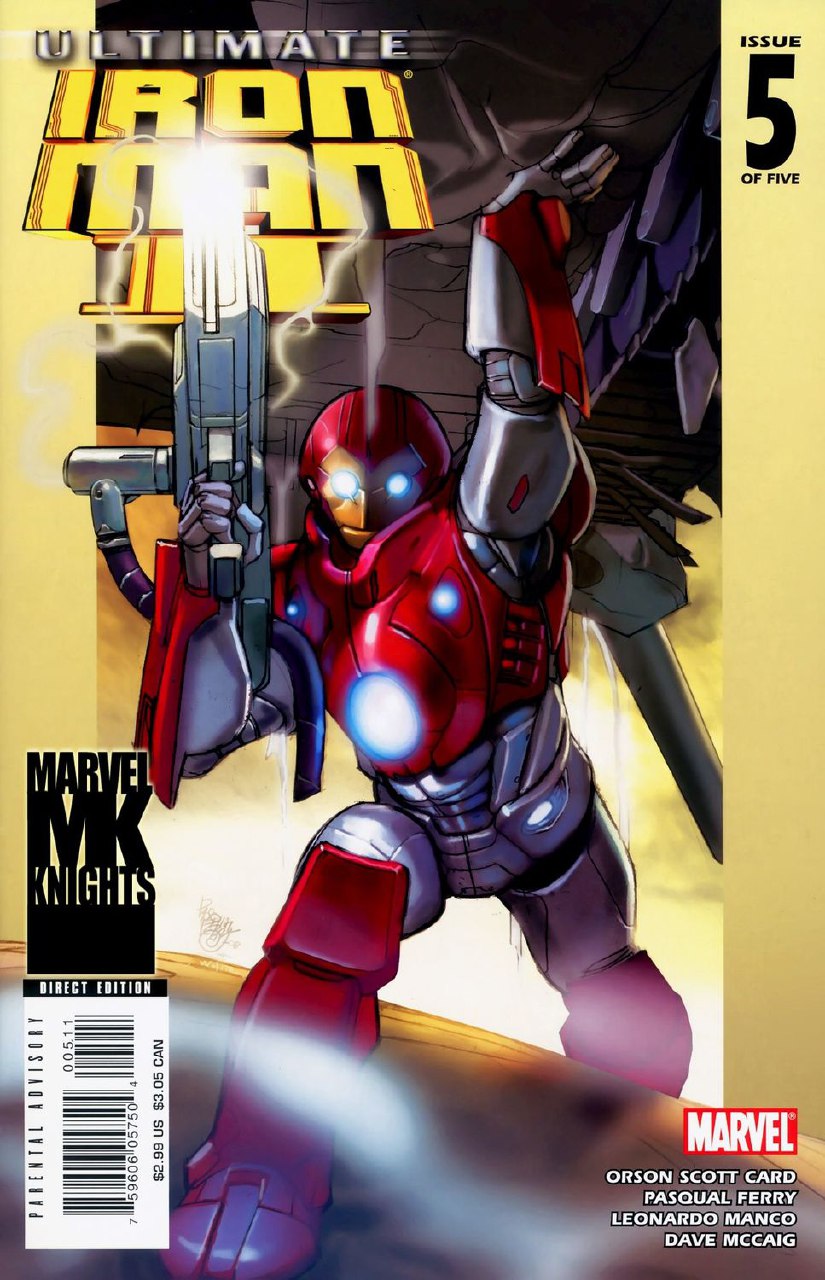 ULTIMATE
IRON
MAN®
II
ISSUE
5
OF FIVE
MARVEL
MK
KNIGHTS
DIRECT EDITION
PARENTAL ADVISORY
00511
7 59606 05750 4
$2.99 US $3.05 CAN
MARVEL®
ORSON SCOTT CARD
PASQUAL FERRY
LEONARDO MANCO
DAVE MCCAIG